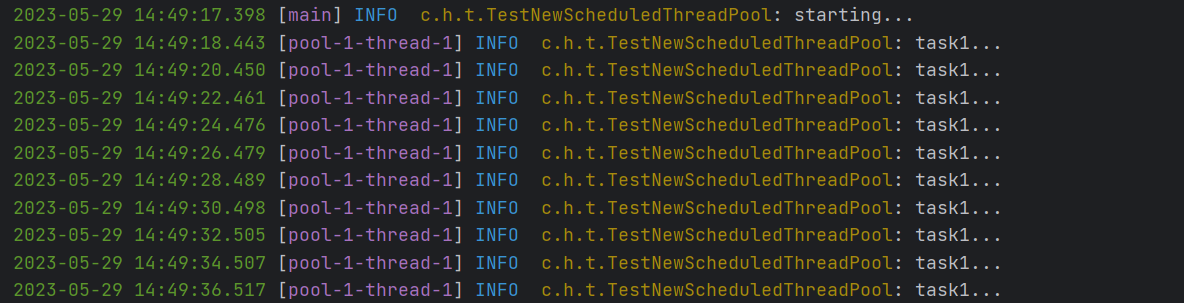 2023-05-29 14:49:17.398 [main] INFO  c.h.t.TestNewScheduledThreadPool: starting...
2023-05-29 14:49:18.443 [pool-1-thread-1] INFO  c.h.t.TestNewScheduledThreadPool: task1...
2023-05-29 14:49:20.450 [pool-1-thread-1] INFO  c.h.t.TestNewScheduledThreadPool: task1...
2023-05-29 14:49:22.461 [pool-1-thread-1] INFO  c.h.t.TestNewScheduledThreadPool: task1...
2023-05-29 14:49:24.476 [pool-1-thread-1] INFO  c.h.t.TestNewScheduledThreadPool: task1...
2023-05-29 14:49:26.479 [pool-1-thread-1] INFO  c.h.t.TestNewScheduledThreadPool: task1...
2023-05-29 14:49:28.489 [pool-1-thread-1] INFO  c.h.t.TestNewScheduledThreadPool: task1...
2023-05-29 14:49:30.498 [pool-1-thread-1] INFO  c.h.t.TestNewScheduledThreadPool: task1...
2023-05-29 14:49:32.505 [pool-1-thread-1] INFO  c.h.t.TestNewScheduledThreadPool: task1...
2023-05-29 14:49:34.507 [pool-1-thread-1] INFO  c.h.t.TestNewScheduledThreadPool: task1...
2023-05-29 14:49:36.517 [pool-1-thread-1] INFO  c.h.t.TestNewScheduledThreadPool: task1...